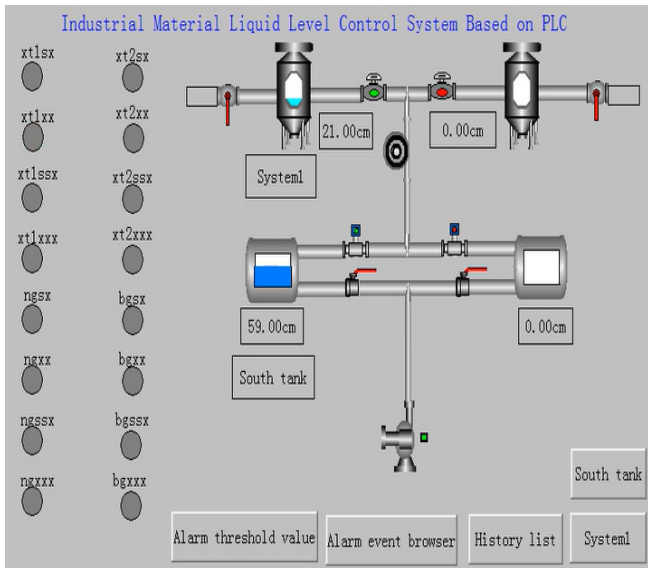 Industrial Material Liquid Level Control System Based on PLC
xt1sx
xt2sx
xt1xx
xt2xx
21.00cm
0.00cm
xt1ssx
xt2ssx
System1
xt1xxx
xt2xxx
ngsx
bgsx
59.00cm
0.00cm
ngxx
bgxx
South tank
ngssx
bgssx
ngxxx
bgxxx
South tank
Alarm threshold value
Alarm event browser
History list
System1